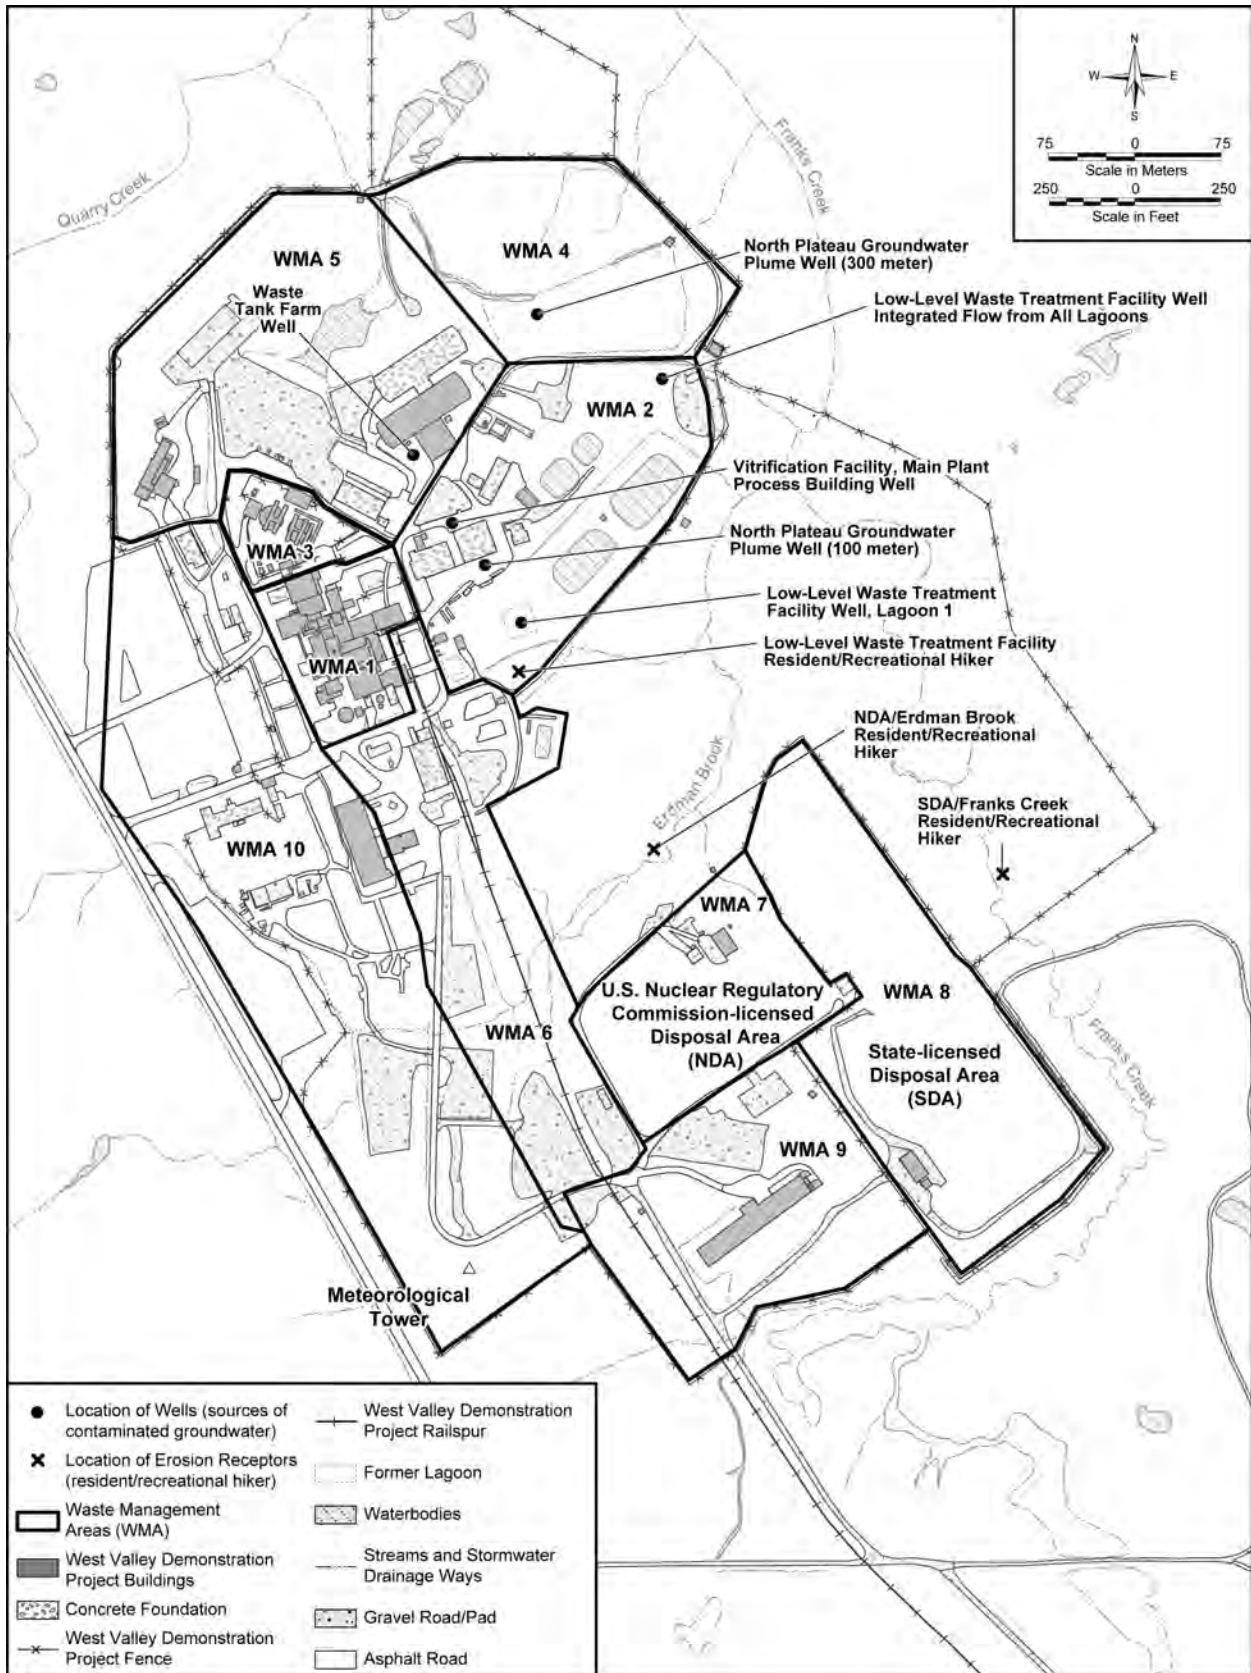 N
W E
S
75 0 75
Scale in Meters
250 0 250
Scale in Feet
Quarry Creek
Franks Creek
WMA 5
WMA 4
North Plateau Groundwater
Plume Well (300 meter)
Waste
Tank Farm
Well
Low-Level Waste Treatment Facility Well
Integrated Flow from All Lagoons
WMA 2
Vitrification Facility, Main Plant
Process Building Well
North Plateau Groundwater
Plume Well (100 meter)
WMA 3
Low-Level Waste Treatment
Facility Well, Lagoon 1
Low-Level Waste Treatment Facility
Resident/Recreational Hiker
WMA 1
NDA/Erdman Brook
Resident/Recreational
Hiker
Erdman Brook
SDA/Franks Creek
Resident/Recreational
Hiker
WMA 10
WMA 7
U.S. Nuclear Regulatory
Commission-licensed
Disposal Area
(NDA)
WMA 8
State-licensed
Disposal Area
(SDA)
WMA 6
Franks Creek
WMA 9
Meteorological
Tower
Location of Wells (sources of
contaminated groundwater)
Location of Erosion Receptors
(resident/recreational hiker)
Waste Management
Areas (WMA)
West Valley Demonstration
Project Buildings
Concrete Foundation
West Valley Demonstration
Project Fence
West Valley Demonstration
Project Railspur
Former Lagoon
Waterbodies
Streams and Stormwater
Drainage Ways
Gravel Road/Pad
Asphalt Road